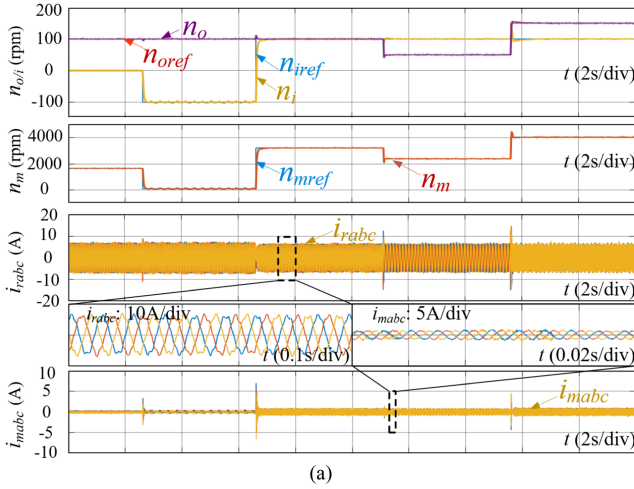 n_o/i (rpm)
200
100
0
-100
n_o
n_oref
n_iref
n_i
t (2s/div)
n_m (rpm)
4000
2000
0
n_mref
n_m
t (2s/div)
i_rabc (A)
20
10
0
-10
-20
i_rabc
t (2s/div)
i_rabc: 10A/div
t (0.1s/div)
i_mabc: 5A/div
t (0.02s/div)
i_mabc (A)
10
5
0
-5
-10
i_mabc
t (2s/div)
(a)